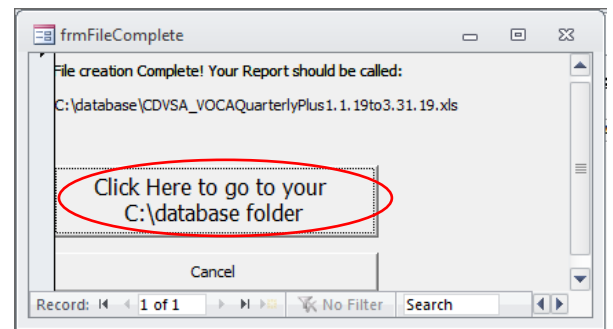 frmFileComplete
File creation Complete! Your Report should be called:
C:\database\CDVSA_VOCAQuarterlyPlus1.1.19to3.31.19.xls
Click Here to go to your
C:\database folder
Cancel
Record: 1 of 1 No Filter Search